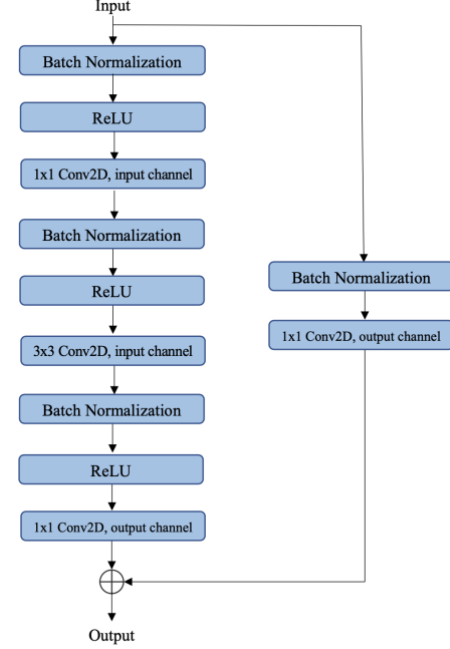 Input
Batch Normalization
ReLU
1x1 Conv2D, input channel
Batch Normalization
ReLU
3x3 Conv2D, input channel
Batch Normalization
ReLU
1x1 Conv2D, output channel
Batch Normalization
1x1 Conv2D, output channel
Output